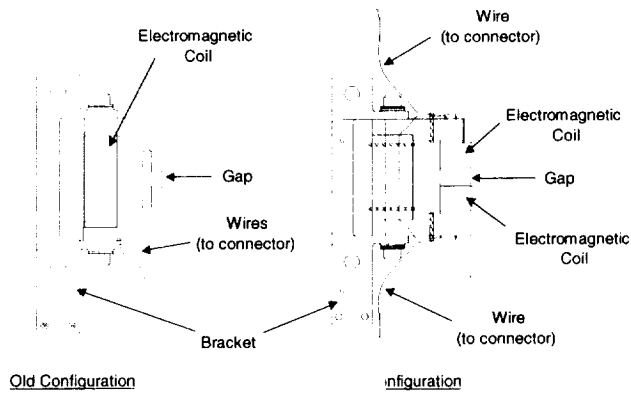 Electromagnetic
Coil
Gap
Wires
(to connector)
Bracket
Old Configuration
Wire
(to connector)
Electromagnetic
Coil
Gap
Electromagnetic
Coil
Wire
(to connector)
nfiguration